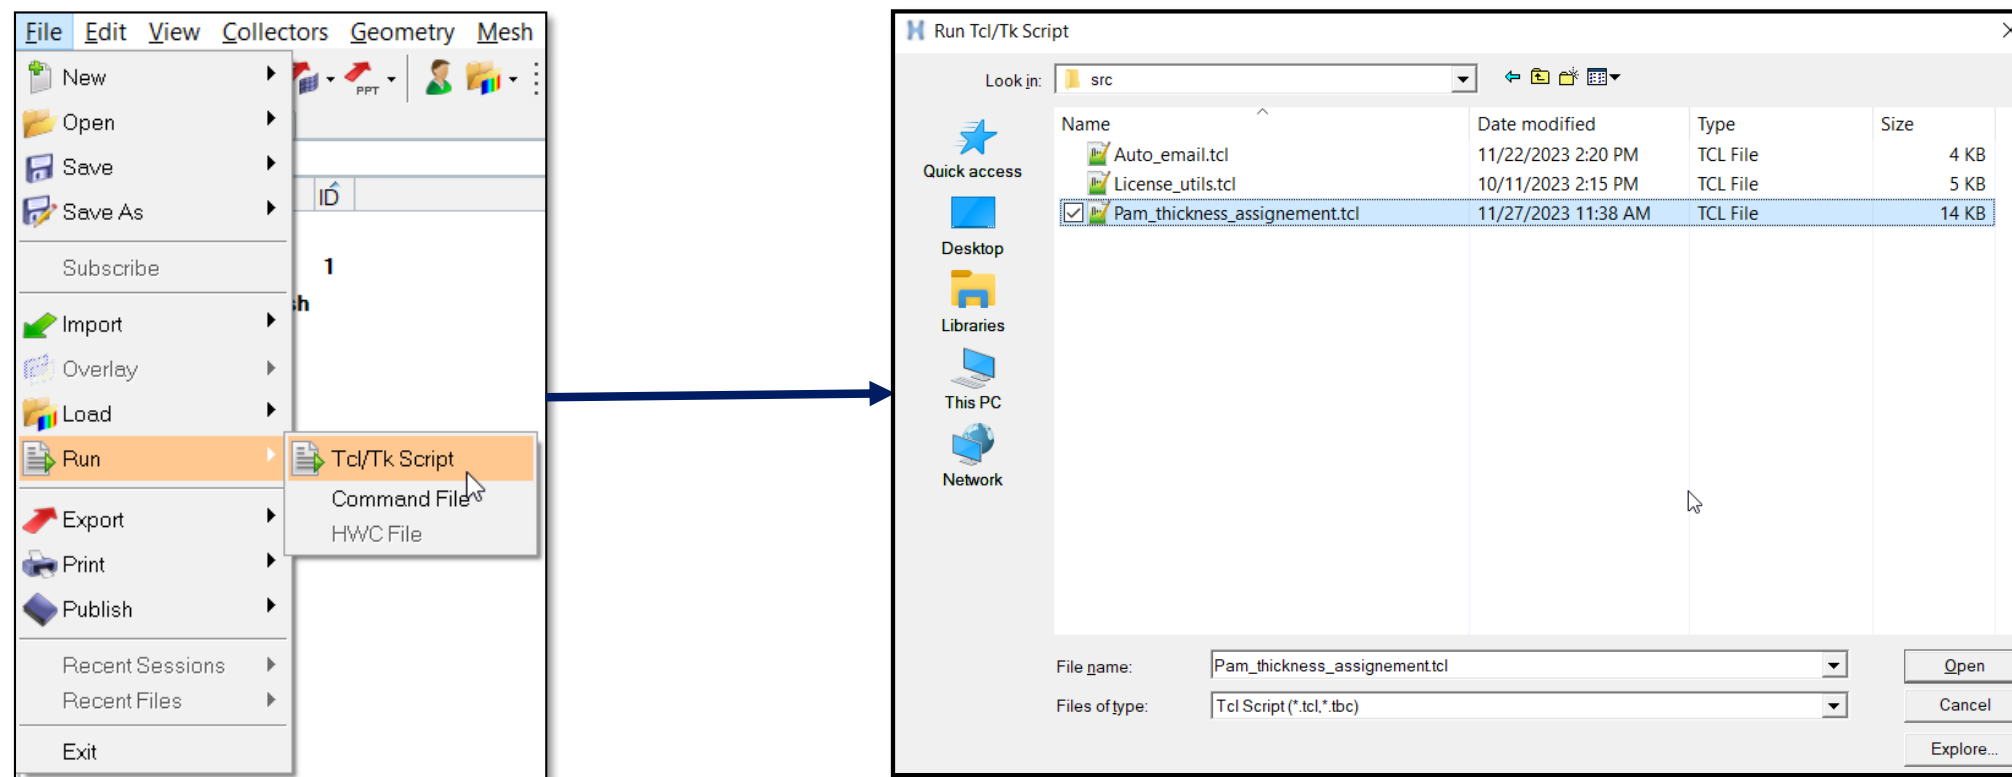 File Edit View Collectors Geometry Mesh
New
PPT
Open
Save
ID
Save As
Subscribe
1
sh
Import
Overlay
Load
Run
Tcl/Tk Script
Command File
HWC File
Export
Print
Publish
Recent Sessions
Recent Files
Exit
Run Tcl/Tk Script
Look in: src
Name Date modified Type Size
Auto_email.tcl 11/22/2023 2:20 PM TCL File 4 KB
License_utils.tcl 10/11/2023 2:15 PM TCL File 5 KB
Pam_thickness_assignement.tcl 11/27/2023 11:38 AM TCL File 14 KB
Quick access
Desktop
Libraries
This PC
Network
File name: Pam_thickness_assignement.tcl Open
Files of type: Tcl Script (*.tcl,*.tbc) Cancel
Explore...